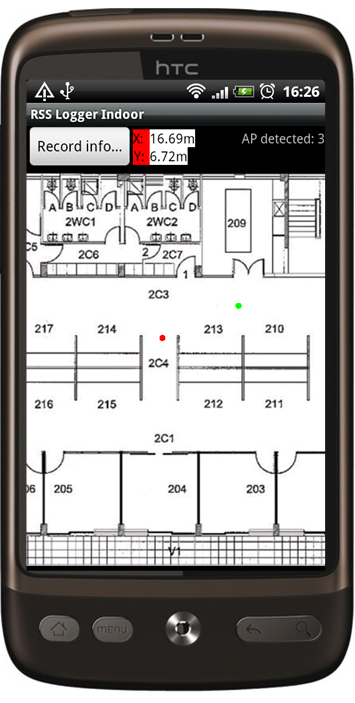 hTC
16:26
RSS Logger Indoor
Record info...
X: 16.69m
Y: 6.72m
AP detected: 3
A B C D A B C D
2WC1 2WC2 209
C5 2C6 2 2C7
1
2C3
217 214 213 210
2C4
216 215 212 211
2C1
06 205 204 203
V1
MENU